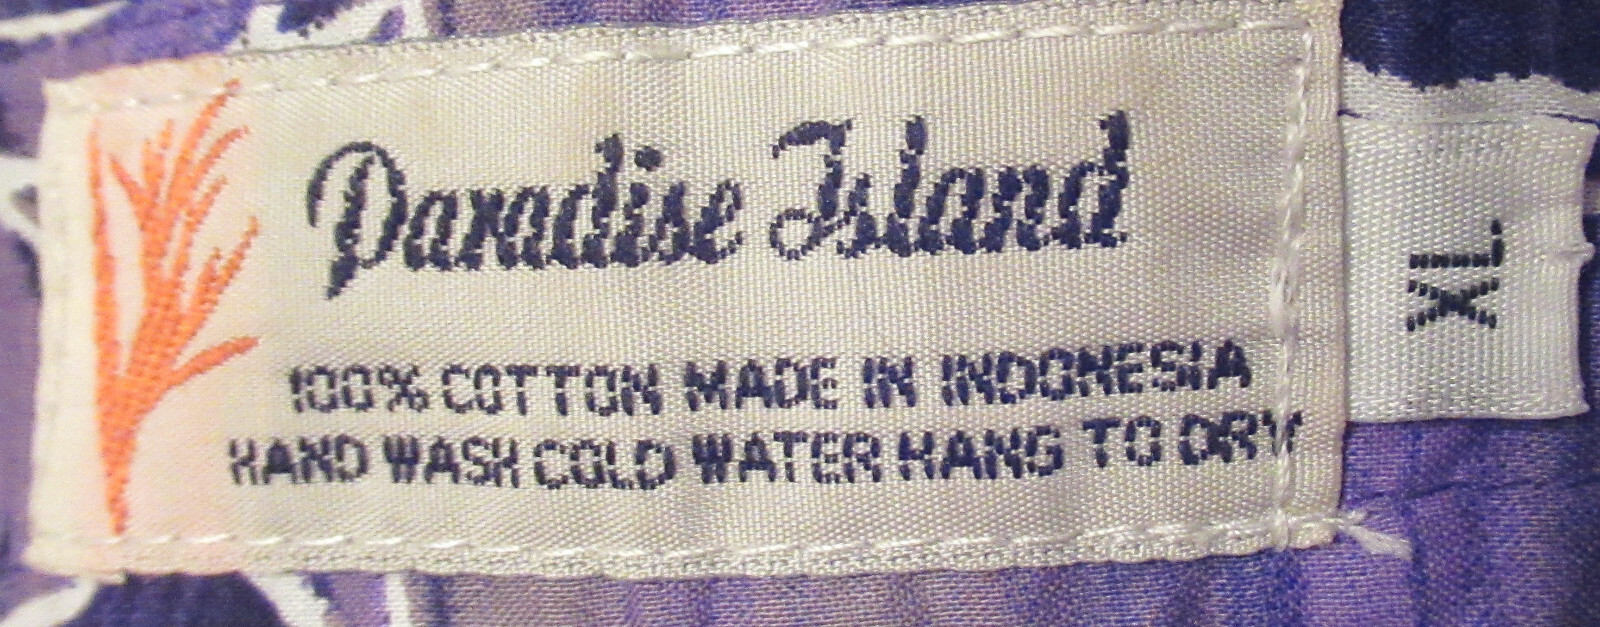 Paradise Island
100% COTTON MADE IN INDONESIA
HAND WASH COLD WATER HANG TO DRY
XL